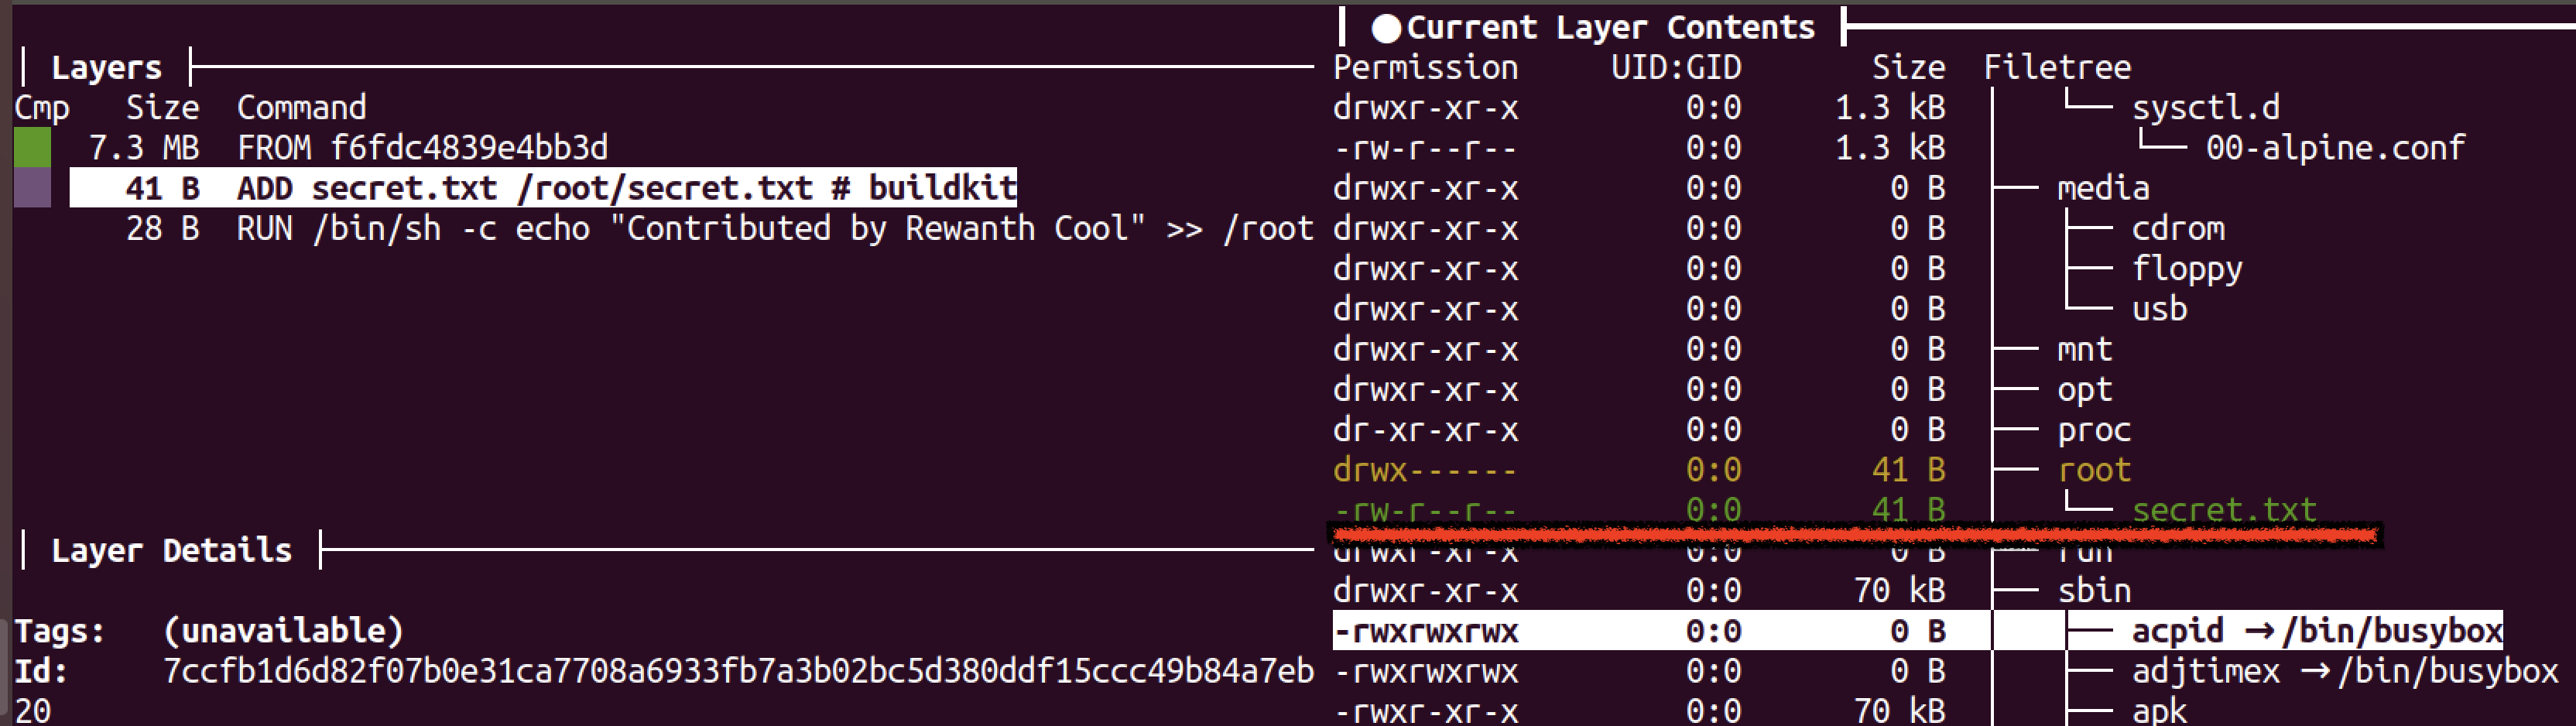 Layers
Cmp Size Command
7.3 MB FROM f6fdc4839e4bb3d
41 B ADD secret.txt /root/secret.txt # buildkit
28 B RUN /bin/sh -c echo "Contributed by Rewanth Cool" >> /root
Layer Details
Tags: (unavailable)
Id: 7ccfb1d6d82f07b0e31ca7708a6933fb7a3b02bc5d380ddf15ccc49b84a7eb
20
Current Layer Contents
Permission UID:GID Size Filetree
drwxr-xr-x 0:0 1.3 kB sysctl.d
-rw-r--r-- 0:0 1.3 kB 00-alpine.conf
drwxr-xr-x 0:0 0 B media
drwxr-xr-x 0:0 0 B cdrom
drwxr-xr-x 0:0 0 B floppy
drwxr-xr-x 0:0 0 B usb
drwxr-xr-x 0:0 0 B mnt
drwxr-xr-x 0:0 0 B opt
dr-xr-xr-x 0:0 0 B proc
drwx------ 0:0 41 B root
-rw-r--r-- 0:0 41 B secret.txt
drwxr-xr-x 0:0 0 B run
drwxr-xr-x 0:0 70 kB sbin
-rwxrwxrwx 0:0 0 B acpid → /bin/busybox
-rwxrwxrwx 0:0 0 B adjtimex → /bin/busybox
-rwxr-xr-x 0:0 70 kB apk